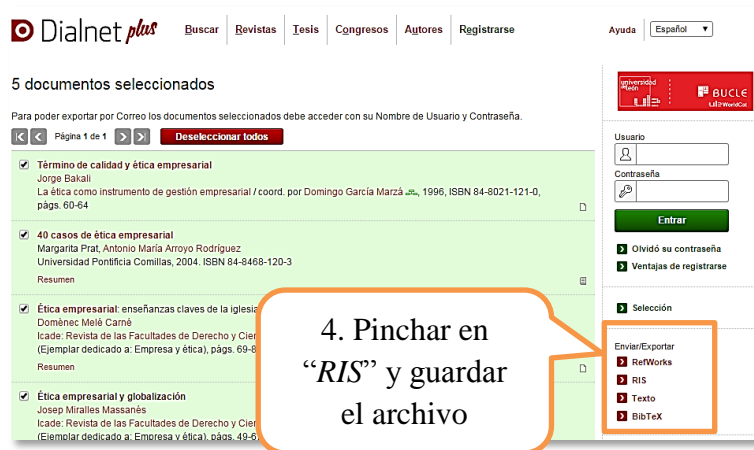 Dialnet plus
Buscar Revistas Tesis Congresos Autores Registrarse
Ayuda Español
5 documentos seleccionados
Para poder exportar por Correo los documentos seleccionados debe acceder con su Nombre de Usuario y Contraseña.
Página 1 de 1 Deseleccionar todos
Término de calidad y ética empresarial
Jorge Bakali
La ética como instrumento de gestión empresarial / coord. por Domingo García Marzá, 1996, ISBN 84-8021-121-0,
págs. 60-64
40 casos de ética empresarial
Margarita Prat, Antonio María Arroyo Rodríguez
Universidad Pontificia Comillas, 2004. ISBN 84-8468-120-3
Resumen
Ética empresarial: enseñanzas claves de la iglesia
Domènec Melé Carné
Icade: Revista de las Facultades de Derecho y Cien
(Ejemplar dedicado a: Empresa y ética), págs. 69-8
Resumen
Ética empresarial y globalización
Josep Miralles Massanés
Icade: Revista de las Facultades de Derecho y Cien
(Ejemplar dedicado a: Empresa y ética), págs. 49-6
4. Pinchar en
“RIS” y guardar
el archivo
universidad
de león
BUCLE
Usuario
Contraseña
Entrar
Olvidó su contraseña
Ventajas de registrarse
Selección
Enviar/Exportar
RefWorks
RIS
Texto
BibTeX